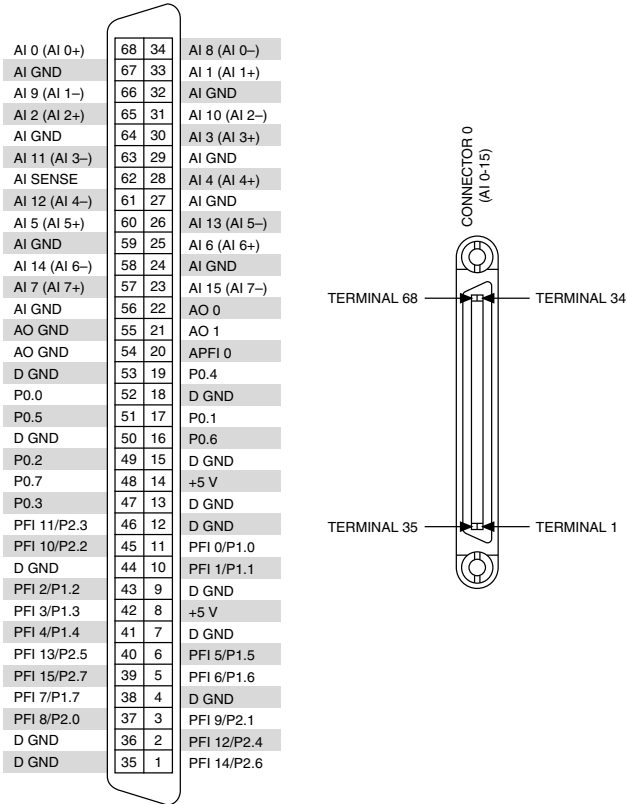 AI 0 (AI 0+) 68 34 AI 8 (AI 0–)
AI GND 67 33 AI 1 (AI 1+)
AI 9 (AI 1–) 66 32 AI GND
AI 2 (AI 2+) 65 31 AI 10 (AI 2–)
AI GND 64 30 AI 3 (AI 3+)
AI 11 (AI 3–) 63 29 AI GND
AI SENSE 62 28 AI 4 (AI 4+)
AI 12 (AI 4–) 61 27 AI GND
AI 5 (AI 5+) 60 26 AI 13 (AI 5–)
AI GND 59 25 AI 6 (AI 6+)
AI 14 (AI 6–) 58 24 AI GND
AI 7 (AI 7+) 57 23 AI 15 (AI 7–)
AI GND 56 22 AO 0
AO GND 55 21 AO 1
AO GND 54 20 APFI 0
D GND 53 19 P0.4
P0.0 52 18 D GND
P0.5 51 17 P0.1
D GND 50 16 P0.6
P0.2 49 15 D GND
P0.7 48 14 +5 V
P0.3 47 13 D GND
PFI 11/P2.3 46 12 D GND
PFI 10/P2.2 45 11 PFI 0/P1.0
D GND 44 10 PFI 1/P1.1
PFI 2/P1.2 43 9 D GND
PFI 3/P1.3 42 8 +5 V
PFI 4/P1.4 41 7 D GND
PFI 13/P2.5 40 6 PFI 5/P1.5
PFI 15/P2.7 39 5 PFI 6/P1.6
PFI 7/P1.7 38 4 D GND
PFI 8/P2.0 37 3 PFI 9/P2.1
D GND 36 2 PFI 12/P2.4
D GND 35 1 PFI 14/P2.6
CONNECTOR 0
(AI 0-15)
TERMINAL 68 TERMINAL 34
TERMINAL 35 TERMINAL 1